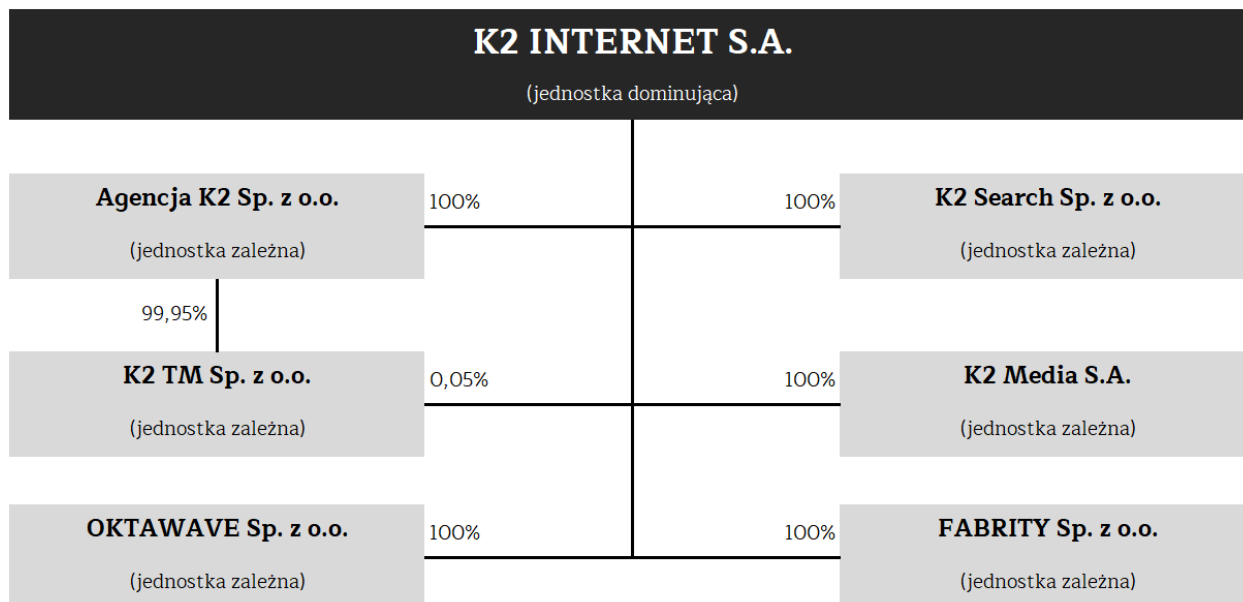 K2 INTERNET S.A.
(jednostka dominująca)
Agencja K2 Sp. z o.o.
(jednostka zależna)
100%
100%
K2 Search Sp. z o.o.
(jednostka zależna)
99,95%
K2 TM Sp. z o.o.
(jednostka zależna)
0,05%
100%
K2 Media S.A.
(jednostka zależna)
OKTAWAVE Sp. z o.o.
(jednostka zależna)
100%
100%
FABRITY Sp. z o.o.
(jednostka zależna)